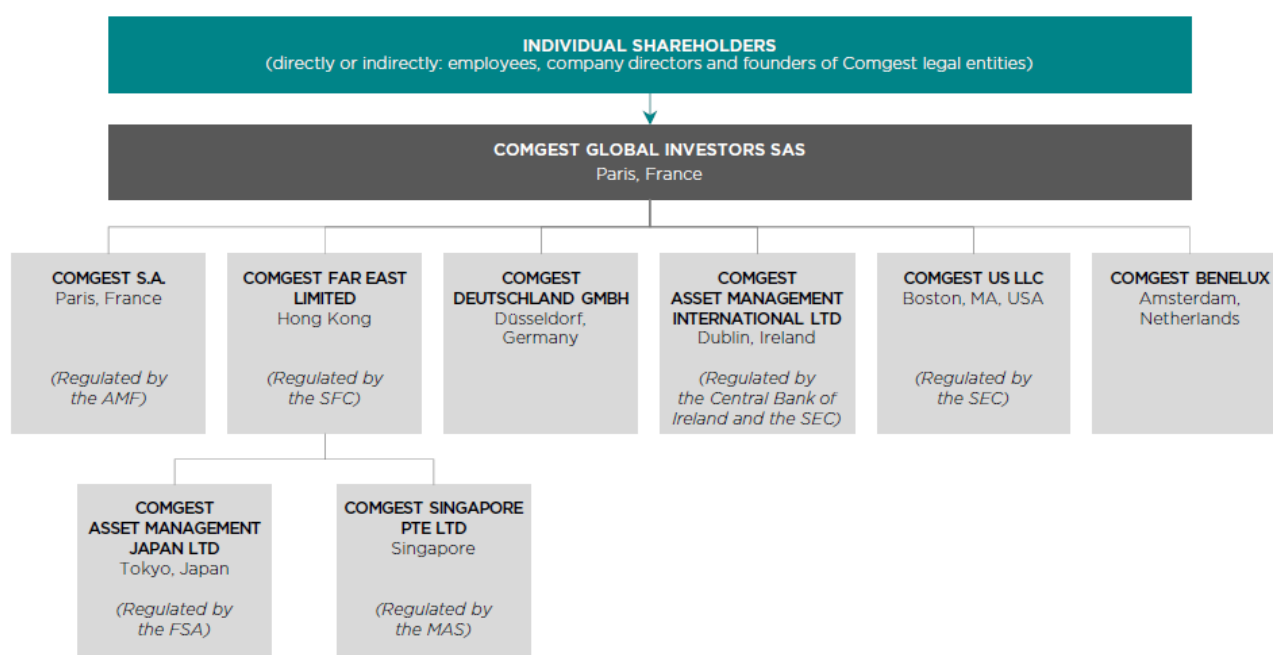 INDIVIDUAL SHAREHOLDERS
(directly or indirectly: employees, company directors and founders of Comgest legal entities)
COMGEST GLOBAL INVESTORS SAS
Paris, France
COMGEST S.A.
Paris, France
(Regulated by
the AMF)
COMGEST FAR EAST
LIMITED
Hong Kong
(Regulated by
the SFC)
COMGEST
DEUTSCHLAND GMBH
Düsseldorf,
Germany
COMGEST
ASSET MANAGEMENT
INTERNATIONAL LTD
Dublin, Ireland
(Regulated by
the Central Bank of
Ireland and the SEC)
COMGEST US LLC
Boston, MA, USA
(Regulated by
the SEC)
COMGEST BENELUX
Amsterdam,
Netherlands
COMGEST
ASSET MANAGEMENT
JAPAN LTD
Tokyo, Japan
(Regulated by
the FSA)
COMGEST SINGAPORE
PTE LTD
Singapore
(Regulated by
the MAS)